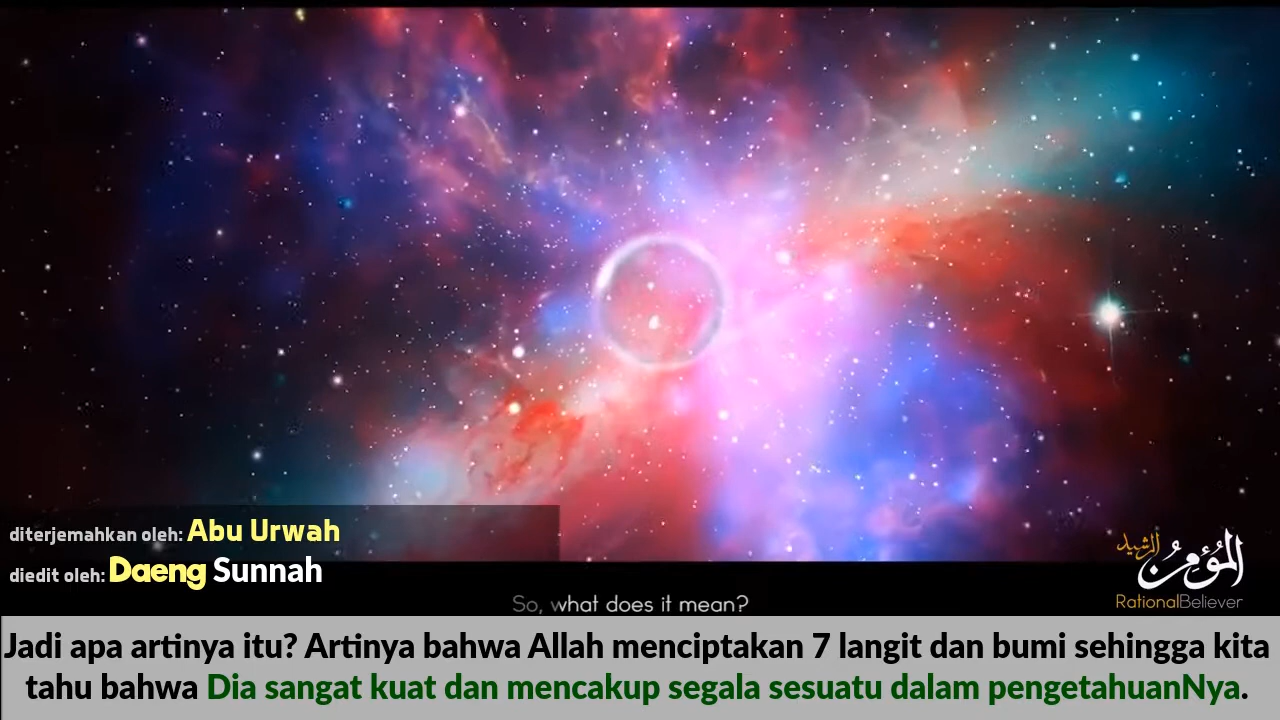 diterjemahkan oleh: Abu Urwah
diedit oleh: Daeng Sunnah
المؤمن الرشيد
RationalBeliever
So, what does it mean?
Jadi apa artinya itu? Artinya bahwa Allah menciptakan 7 langit dan bumi sehingga kita
tahu bahwa Dia sangat kuat dan mencakup segala sesuatu dalam pengetahuanNya.